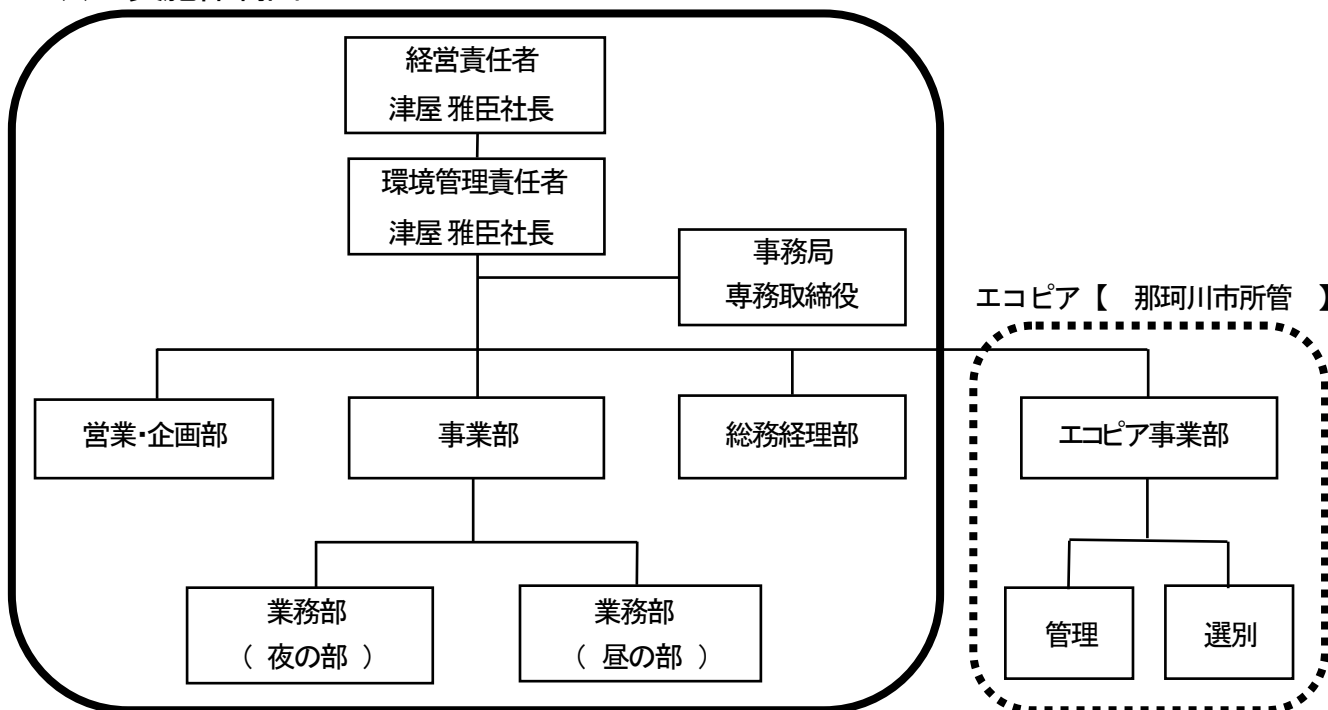 経営責任者
津屋 雅臣社長
環境管理責任者
津屋 雅臣社長
事務局
専務取締役
エコピア【　那珂川市所管　】
営業・企画部
事業部
総務経理部
エコピア事業部
業務部
（ 夜の部 ）
業務部
（ 昼の部 ）
管理
選別